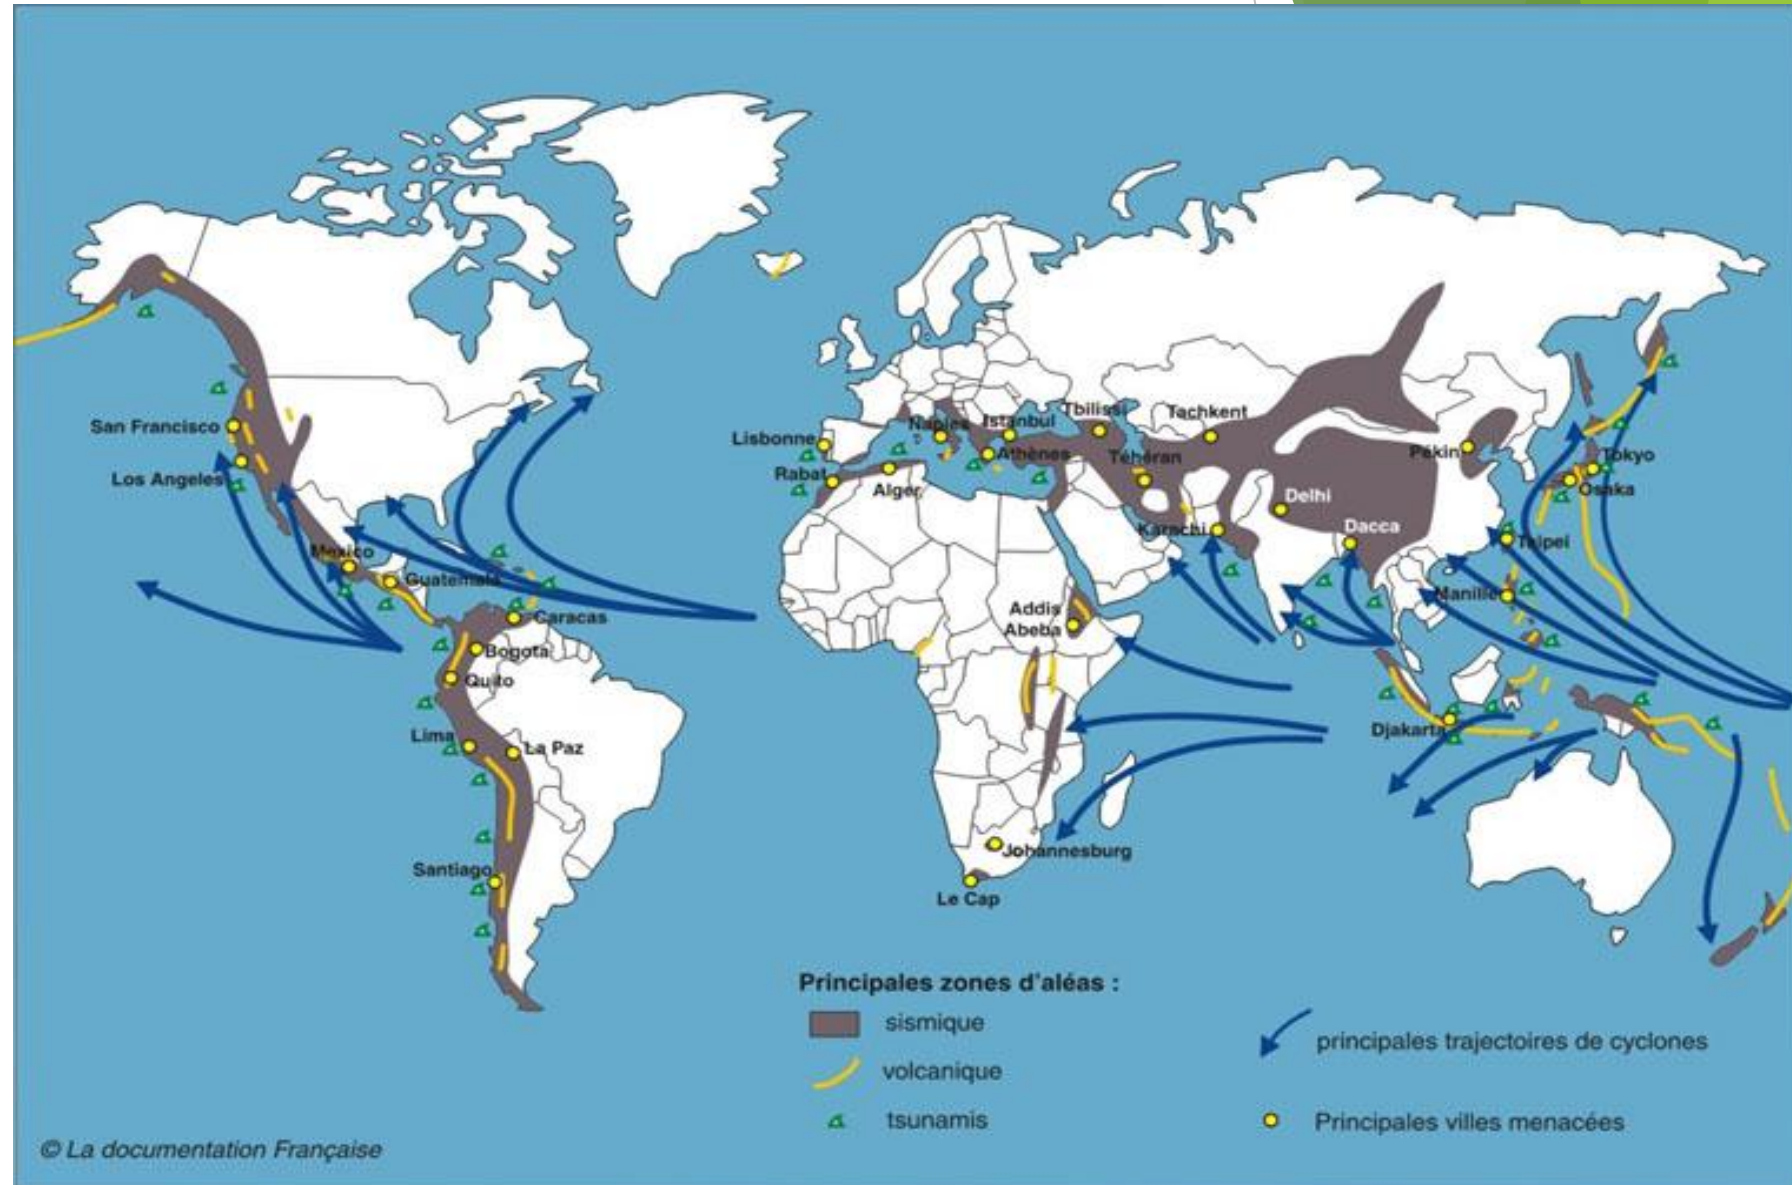 San Francisco
Los Angeles
Mexico
Guatemala
Caracas
Bogota
Quito
Lima
La Paz
Santiago
Lisbonne
Rabat
Alger
Naples
Istanbul
Athènes
Tbilissi
Téhéran
Tachkent
Karachi
Delhi
Dacca
Pékin
Tokyo
Osaka
Taipei
Manille
Djakarta
Addis
Abeba
Johannesburg
Le Cap
Principales zones d'aléas :
sismique
volcanique
tsunamis
principales trajectoires de cyclones
Principales villes menacées
© La documentation Française